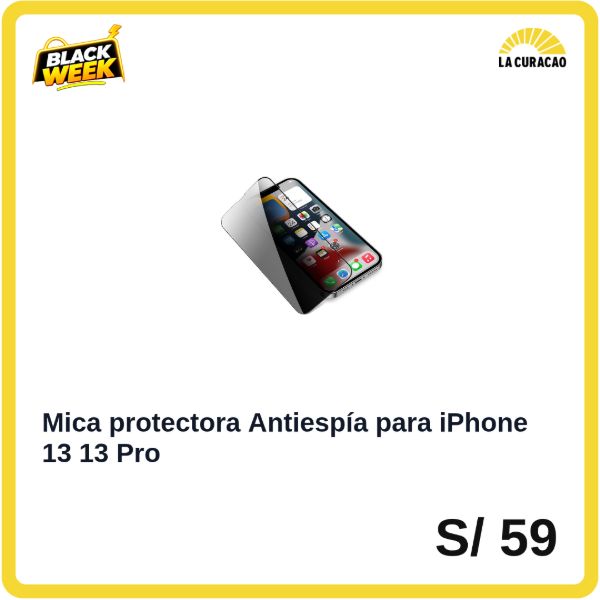 BLACK
WEEK
LA CURACAO
Mica protectora Antiespía para iPhone
13 13 Pro
S/ 59